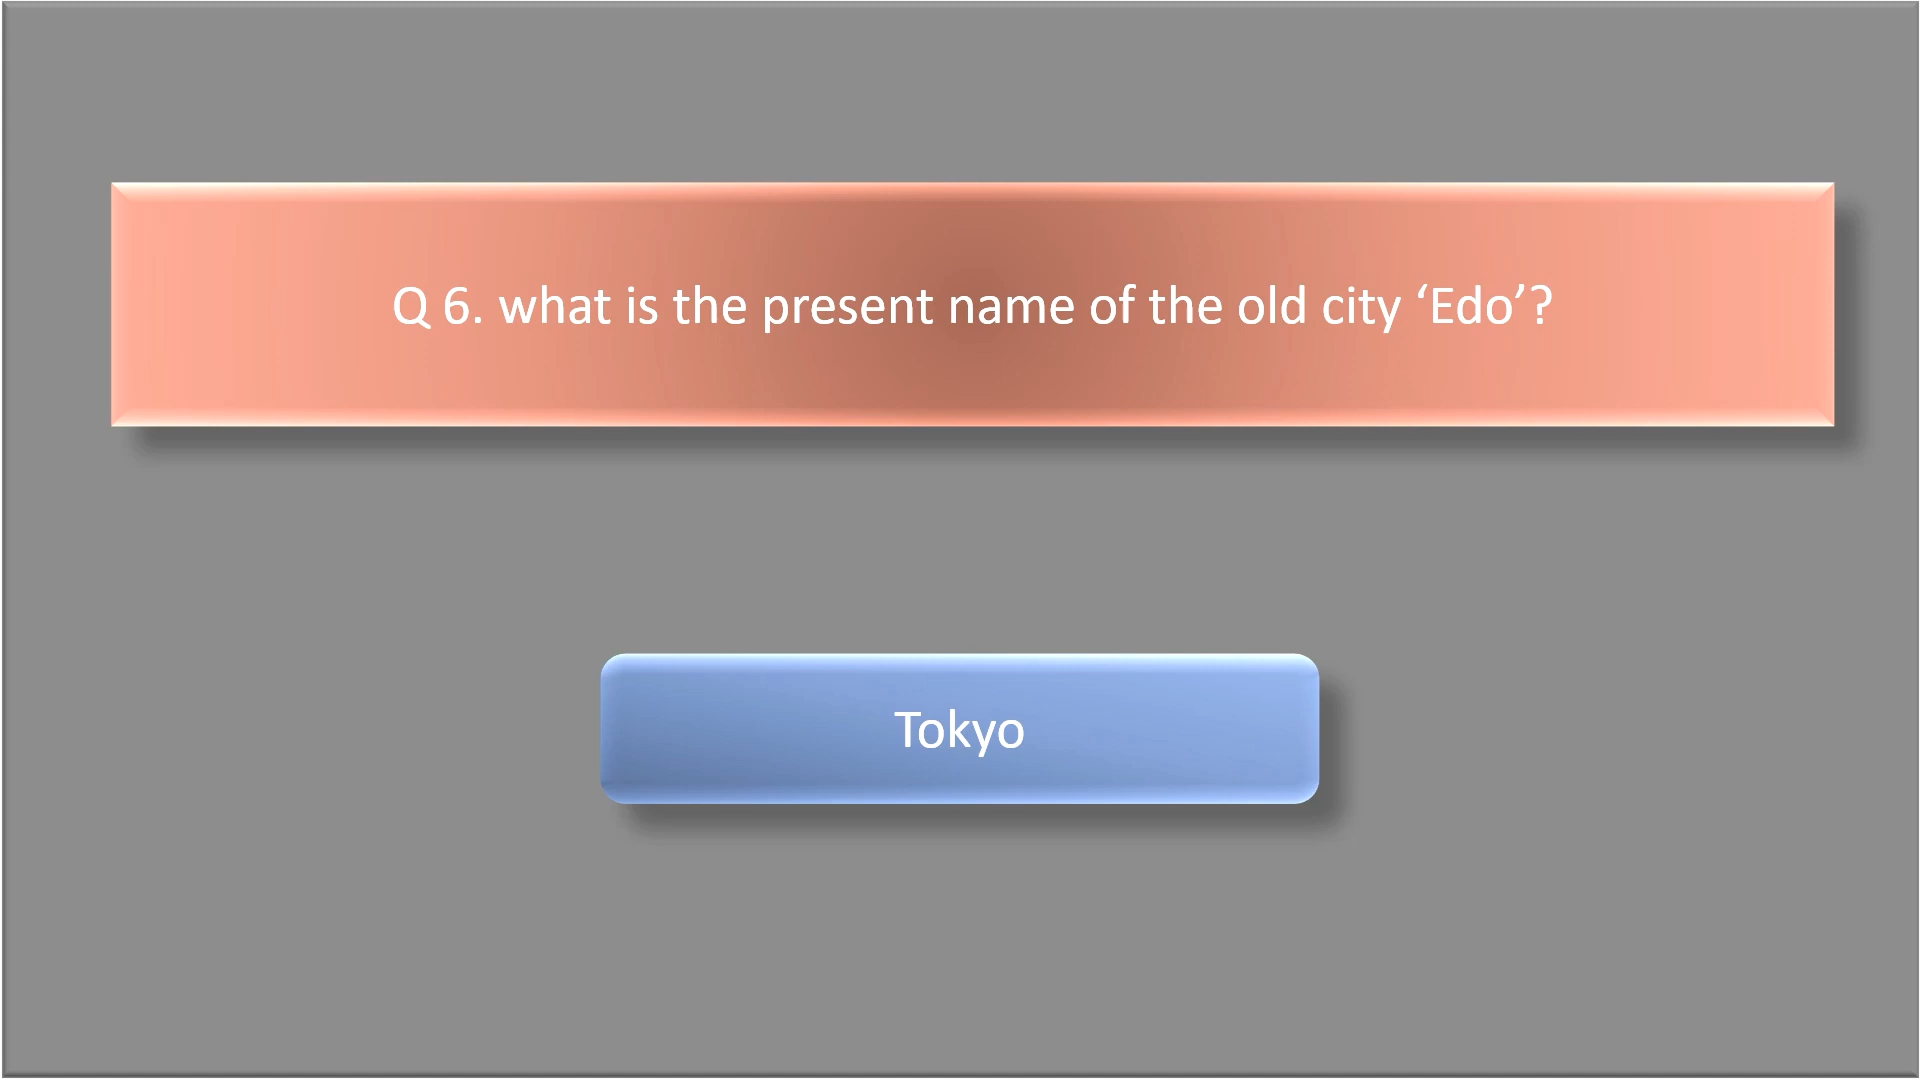 Q 6. what is the present name of the old city ‘Edo’?
Tokyo